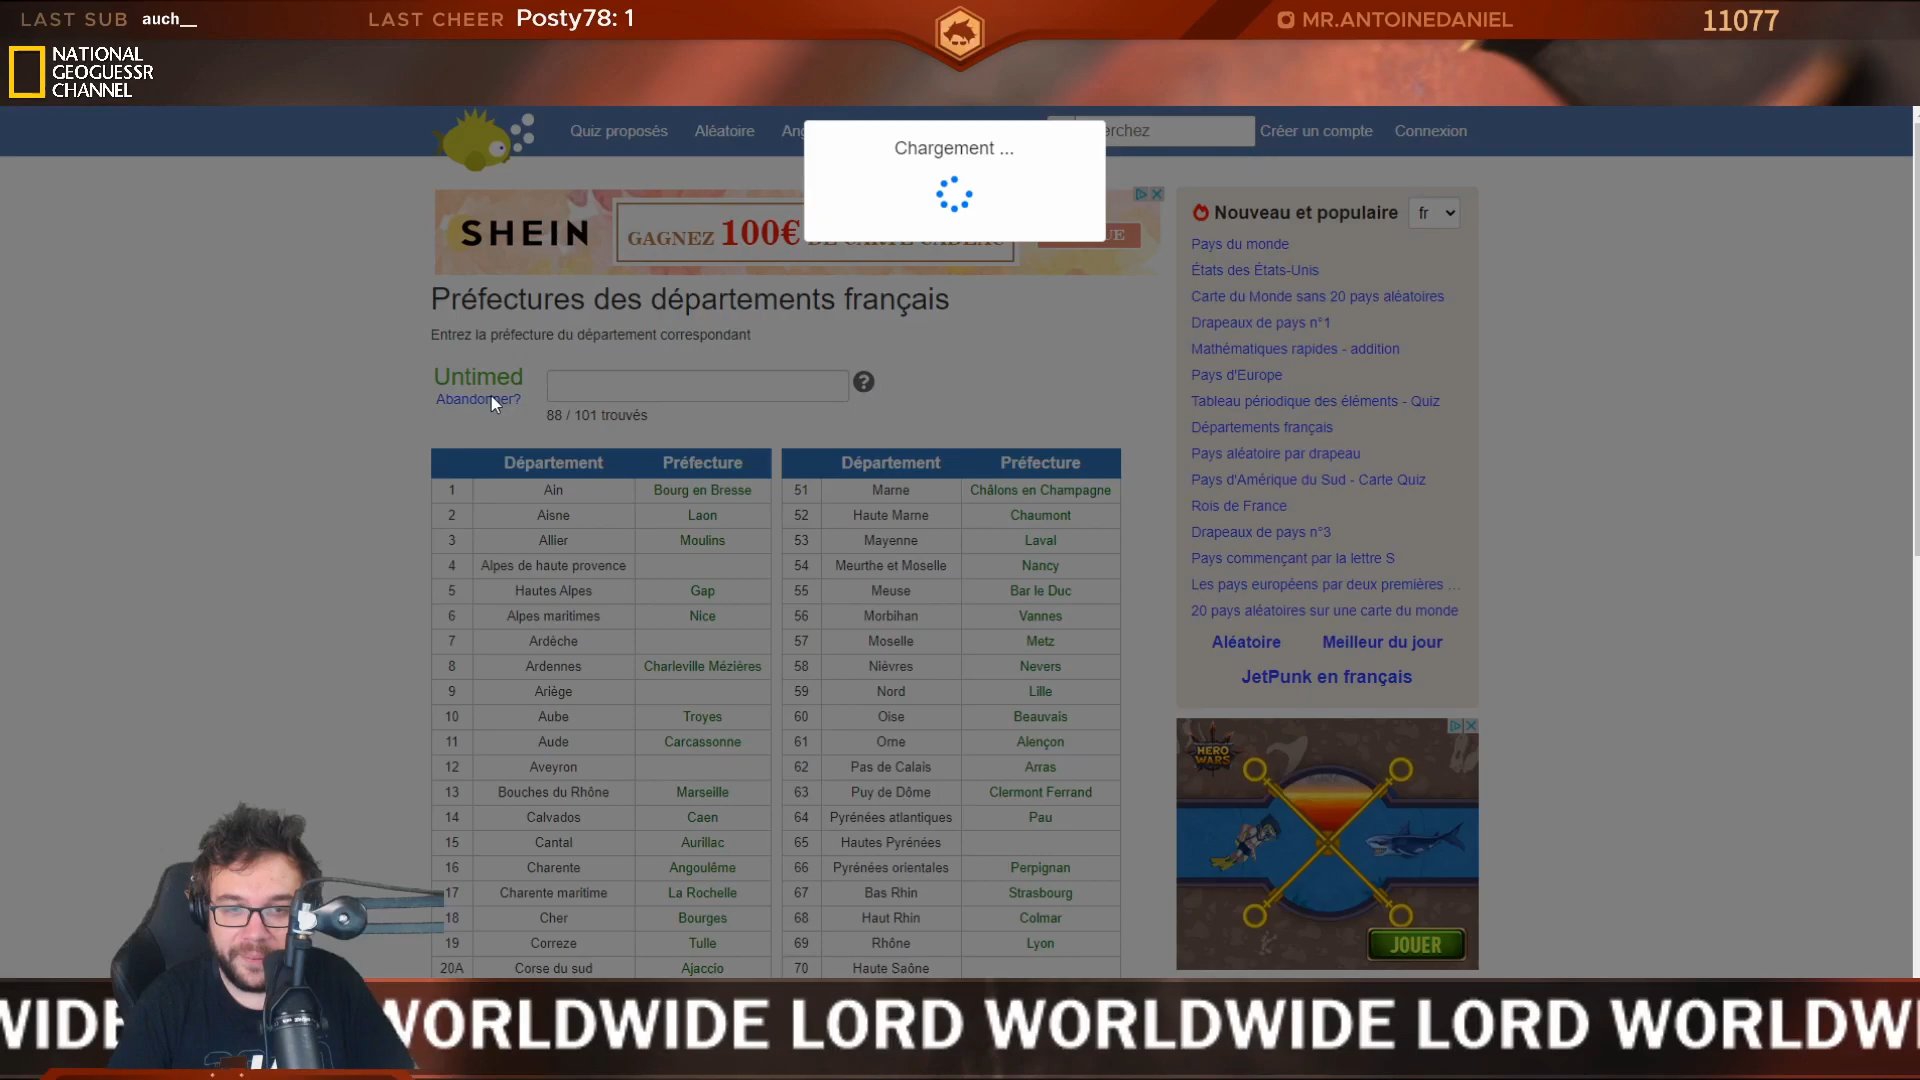 LAST SUB auch__ LAST CHEER Posty78: 1 MR.ANTOINEDANIEL 11077
NATIONAL
GEOGUESSR
CHANNEL
Quiz proposés Aléatoire Ang erchez Créer un compte Connexion
Chargement ...
SHEIN GAGNEZ 100€ DE CARTE CADEAU
Préfectures des départements français
Entrez la préfecture du département correspondant
Untimed
Abandonner?
88 / 101 trouvés
Département Préfecture
1 Ain Bourg en Bresse
2 Aisne Laon
3 Allier Moulins
4 Alpes de haute provence
5 Hautes Alpes Gap
6 Alpes maritimes Nice
7 Ardèche
8 Ardennes Charleville Mézières
9 Ariège
10 Aube Troyes
11 Aude Carcassonne
12 Aveyron
13 Bouches du Rhône Marseille
14 Calvados Caen
15 Cantal Aurillac
16 Charente Angoulême
17 Charente maritime La Rochelle
18 Cher Bourges
19 Correze Tulle
20A Corse du sud Ajaccio
Département Préfecture
51 Marne Châlons en Champagne
52 Haute Marne Chaumont
53 Mayenne Laval
54 Meurthe et Moselle Nancy
55 Meuse Bar le Duc
56 Morbihan Vannes
57 Moselle Metz
58 Nièvres Nevers
59 Nord Lille
60 Oise Beauvais
61 Orne Alençon
62 Pas de Calais Arras
63 Puy de Dôme Clermont Ferrand
64 Pyrénées atlantiques Pau
65 Hautes Pyrénées
66 Pyrénées orientales Perpignan
67 Bas Rhin Strasbourg
68 Haut Rhin Colmar
69 Rhône Lyon
70 Haute Saône
Nouveau et populaire fr
Pays du monde
États des États-Unis
Carte du Monde sans 20 pays aléatoires
Drapeaux de pays n°1
Mathématiques rapides - addition
Pays d'Europe
Tableau périodique des éléments - Quiz
Départements français
Pays aléatoire par drapeau
Pays d'Amérique du Sud - Carte Quiz
Rois de France
Drapeaux de pays n°3
Pays commençant par la lettre S
Les pays européens par deux premières ...
20 pays aléatoires sur une carte du monde
Aléatoire Meilleur du jour
JetPunk en français
HERO
WARS
JOUER
WIDE WORLDWIDE LORD WORLDWIDE LORD WORLDW